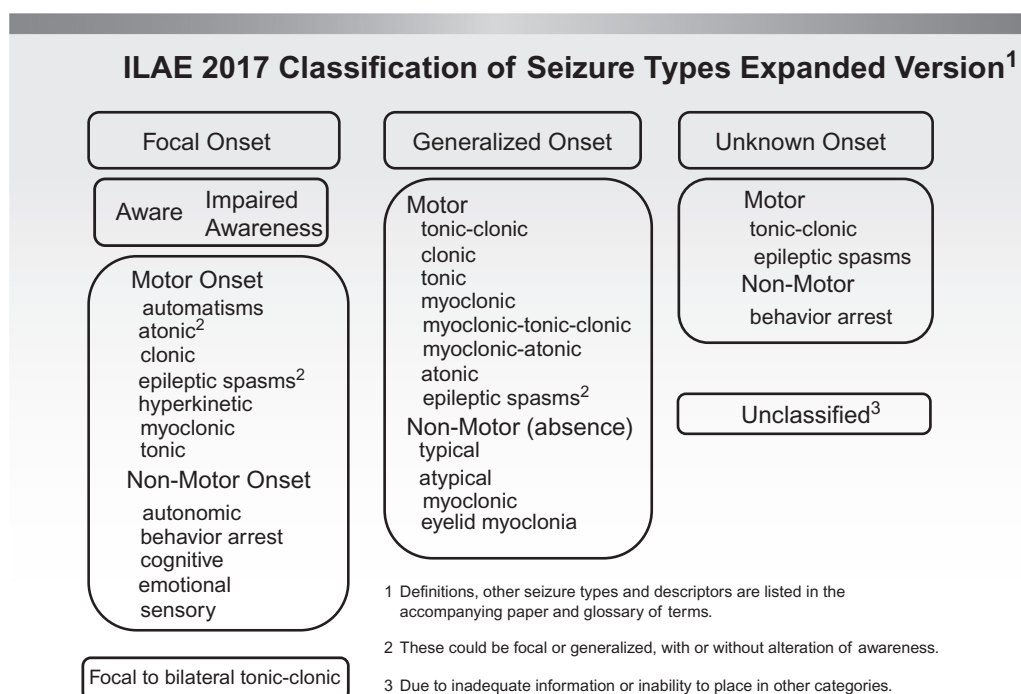 ILAE 2017 Classification of Seizure Types Expanded Version1
Focal Onset
Aware
Impaired
Awareness
Motor Onset
automatisms
atonic2
clonic
epileptic spasms2
hyperkinetic
myoclonic
tonic
Non-Motor Onset
autonomic
behavior arrest
cognitive
emotional
sensory
Focal to bilateral tonic-clonic
Generalized Onset
Motor
tonic-clonic
clonic
tonic
myoclonic
myoclonic-tonic-clonic
myoclonic-atonic
atonic
epileptic spasms2
Non-Motor (absence)
typical
atypical
myoclonic
eyelid myoclonia
Unknown Onset
Motor
tonic-clonic
epileptic spasms
Non-Motor
behavior arrest
Unclassified3
1 Definitions, other seizure types and descriptors are listed in the
accompanying paper and glossary of terms.
2 These could be focal or generalized, with or without alteration of awareness.
3 Due to inadequate information or inability to place in other categories.